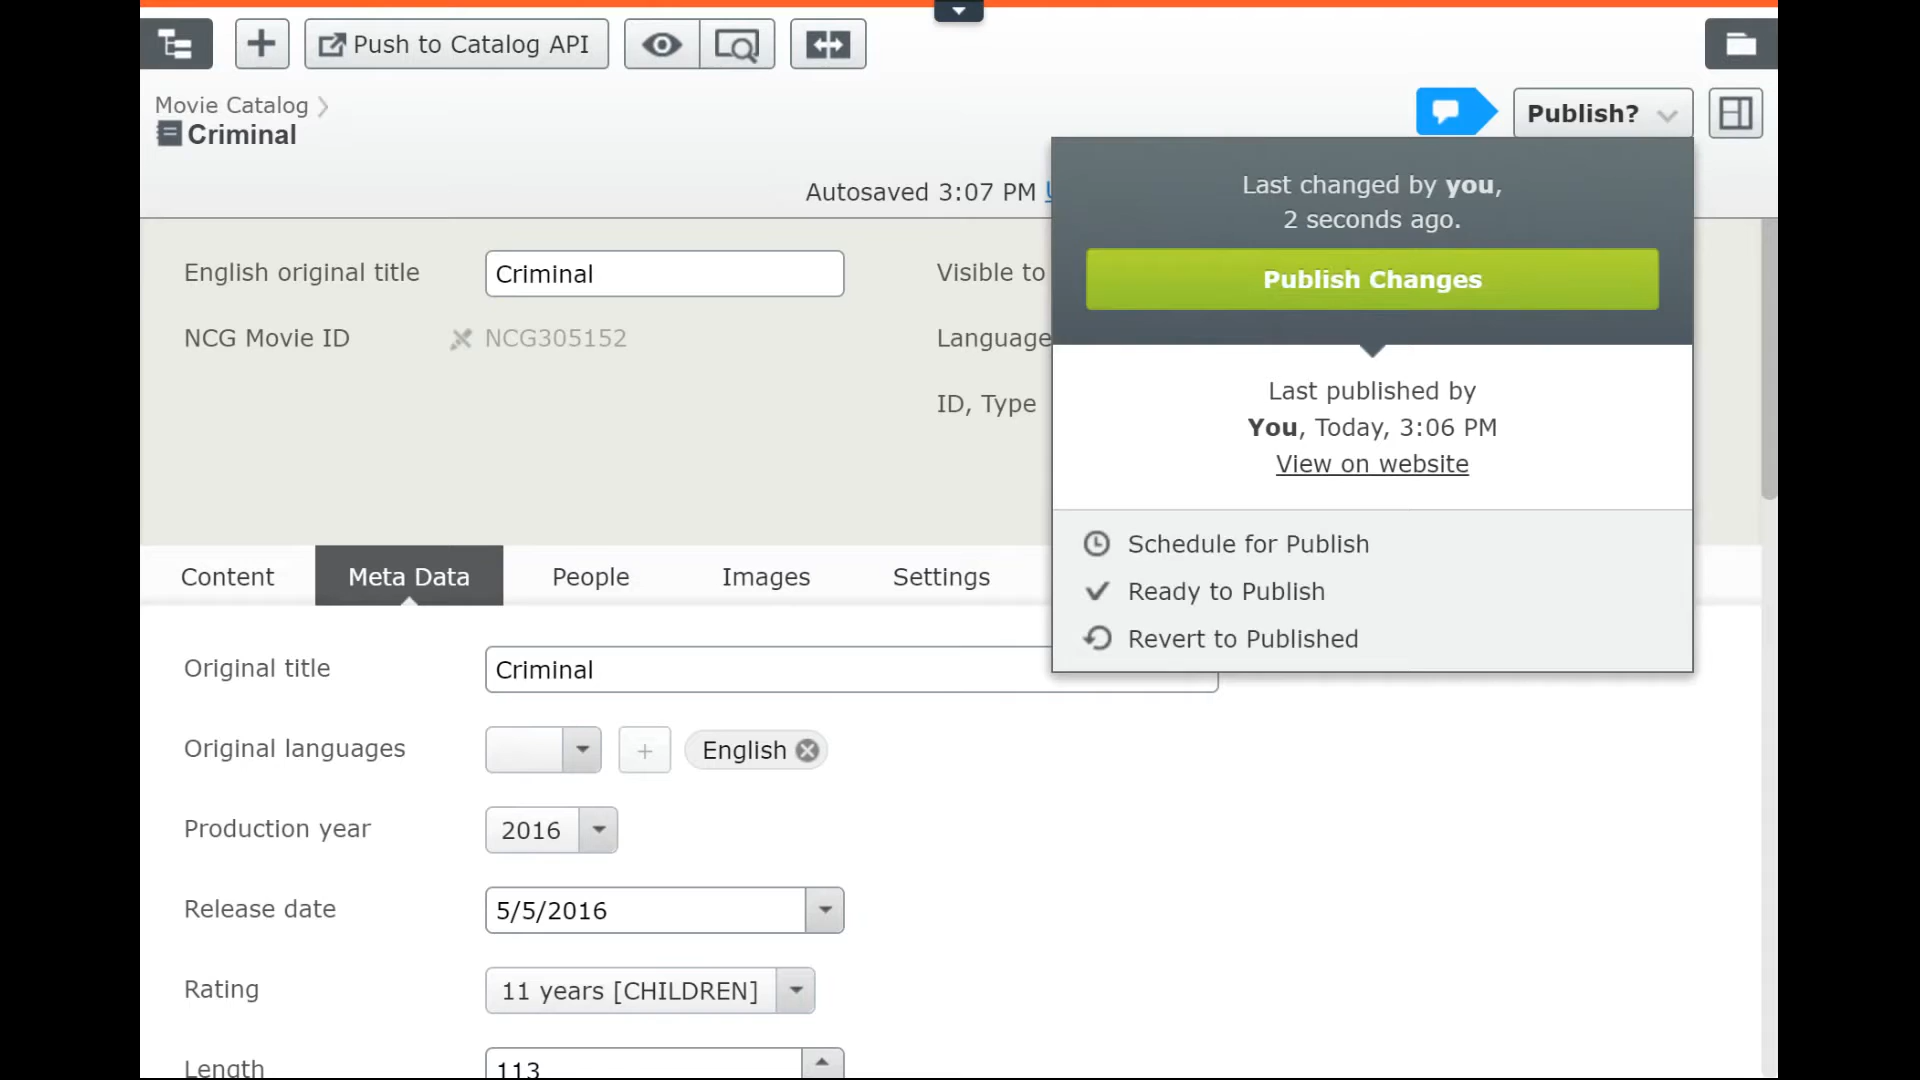 Push to Catalog API
Movie Catalog
Criminal
Publish?
Autosaved 3:07 PM
Last changed by you,
2 seconds ago.
Publish Changes
Last published by
You, Today, 3:06 PM
View on website
Schedule for Publish
Ready to Publish
Revert to Published
English original title
Criminal
Visible to
NCG Movie ID
NCG305152
Language
ID, Type
Content
Meta Data
People
Images
Settings
Original title
Criminal
Original languages
English
Production year
2016
Release date
5/5/2016
Rating
11 years [CHILDREN]
Length
113